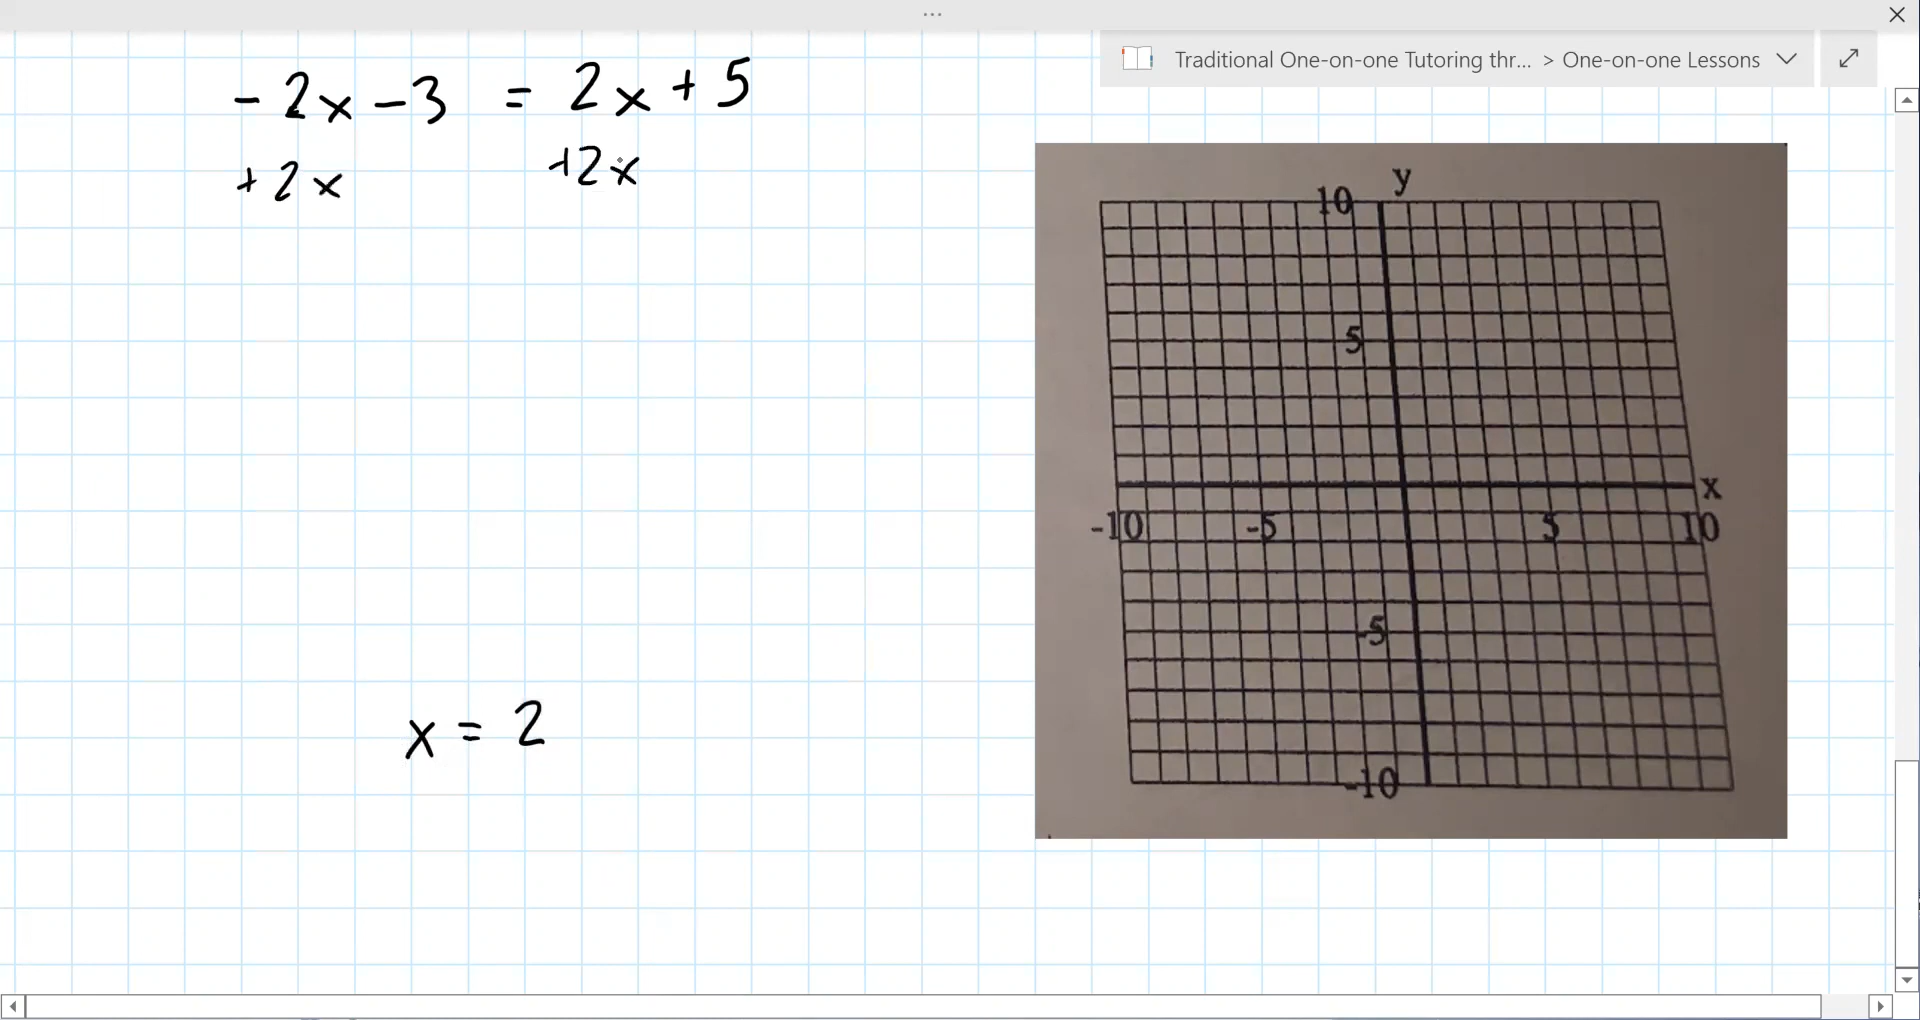 Traditional One-on-one Tutoring thr... > One-on-one Lessons
-2x-3 = 2x+5
+2x +2x
x = 2
y
10
5
x
-10 -5 5 10
-5
-10